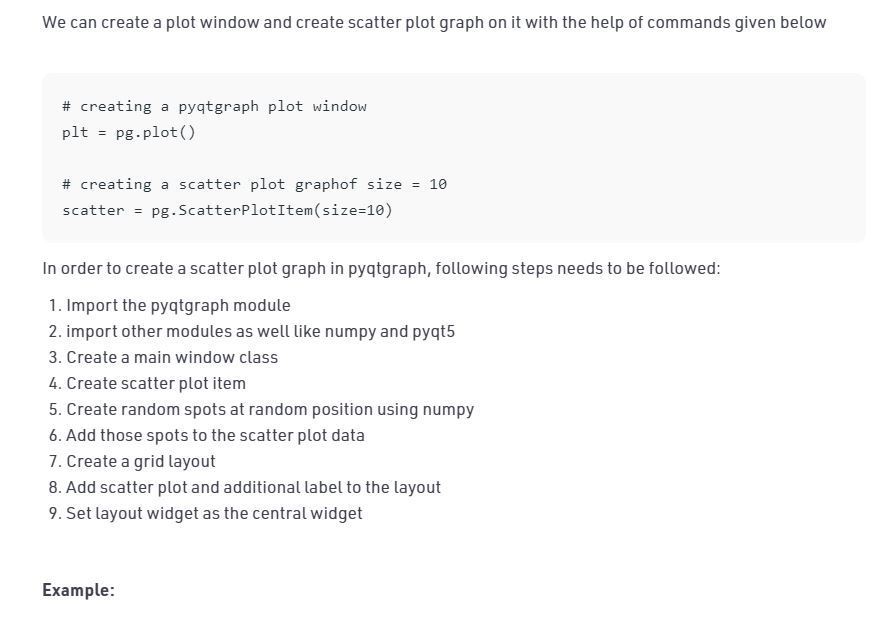 We can create a plot window and create scatter plot graph on it with the help of commands given below
# creating a pyqtgraph plot window
plt = pg.plot()
# creating a scatter plot graphof size = 10
scatter = pg.ScatterPlotItem(size=10)
In order to create a scatter plot graph in pyqtgraph, following steps needs to be followed:
1. Import the pyqtgraph module
2. import other modules as well like numpy and pyqt5
3. Create a main window class
4. Create scatter plot item
5. Create random spots at random position using numpy
6. Add those spots to the scatter plot data
7. Create a grid layout
8. Add scatter plot and additional label to the layout
9. Set layout widget as the central widget
Example: